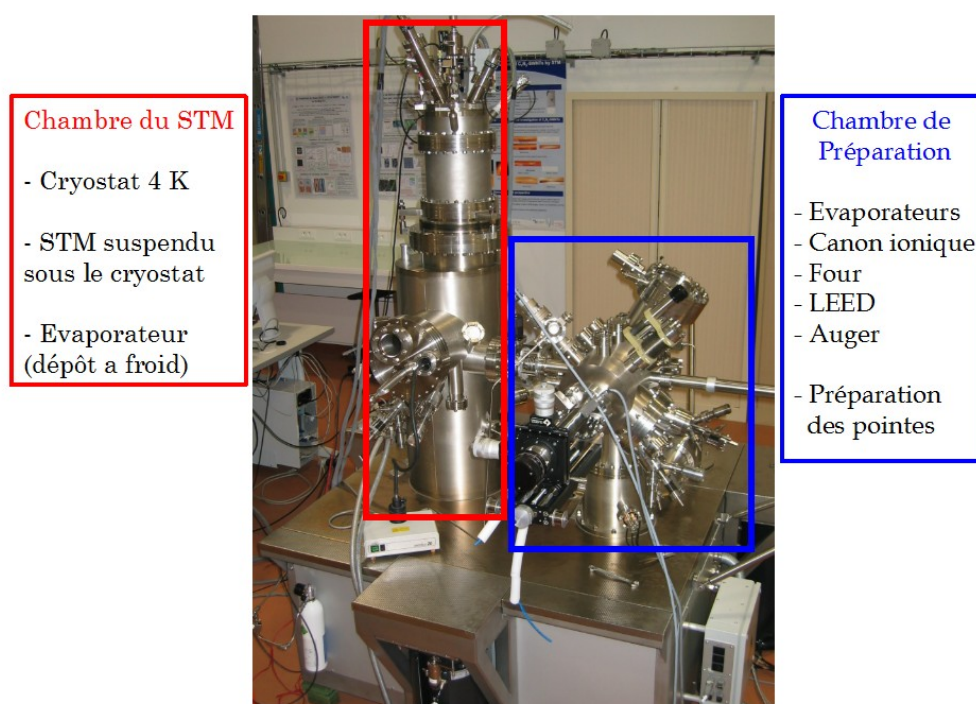 Chambre du STM
- Cryostat 4 K
- STM suspendu
sous le cryostat
- Evaporateur
(dépôt a froid)
Chambre de
Préparation
- Evaporateurs
- Canon ionique
- Four
- LEED
- Auger
- Préparation
des pointes